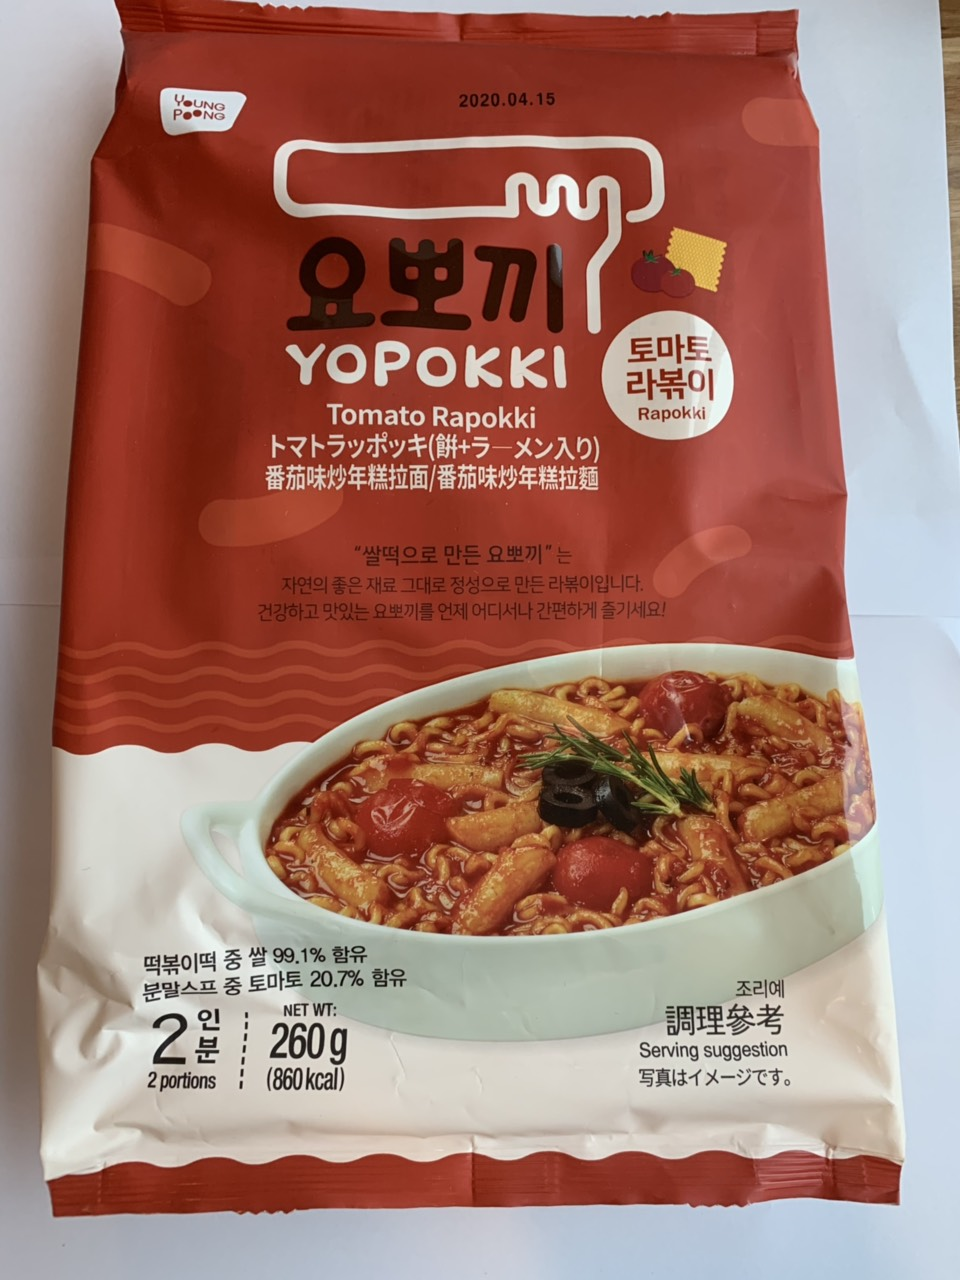 YOUNG
POONG
2020.04.15
요뽀끼
YOPOKKI
토마토
라볶이
Rapokki
Tomato Rapokki
トマトラッポッキ(餠+ラーメン入り)
番茄味炒年糕拉面/番茄味炒年糕拉麵
“쌀떡으로 만든 요뽀끼”는
자연의 좋은 재료 그대로 정성으로 만든 라볶이입니다.
건강하고 맛있는 요뽀끼를 언제 어디서나 간편하게 즐기세요!
떡볶이떡 중 쌀 99.1% 함유
분말스프 중 토마토 20.7% 함유
2인분
2 portions
NET WT:
260g
(860kcal)
조리예
調理參考
Serving suggestion
写真はイメージです。